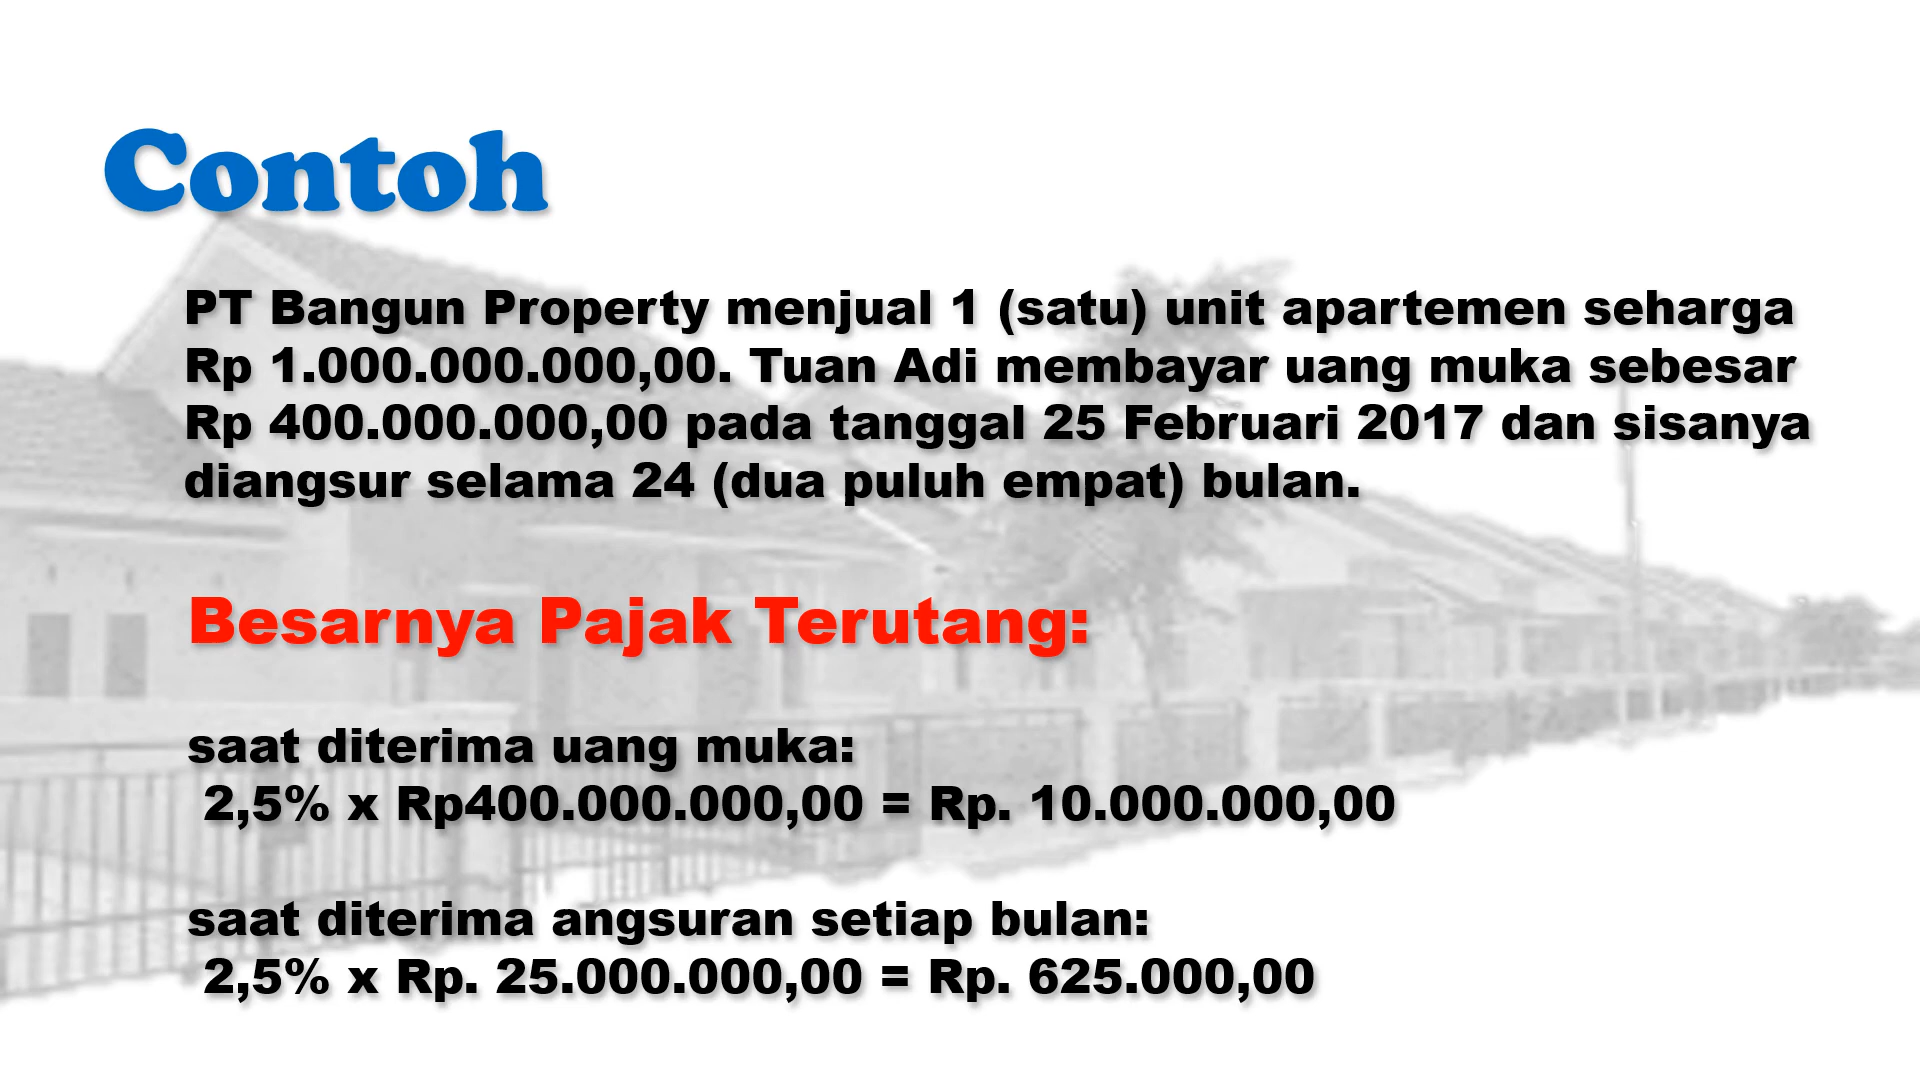 Contoh
PT Bangun Property menjual 1 (satu) unit apartemen seharga
Rp 1.000.000.000,00. Tuan Adi membayar uang muka sebesar
Rp 400.000.000,00 pada tanggal 25 Februari 2017 dan sisanya
diangsur selama 24 (dua puluh empat) bulan.
Besarnya Pajak Terutang:
saat diterima uang muka:
2,5% x Rp400.000.000,00 = Rp. 10.000.000,00
saat diterima angsuran setiap bulan:
2,5% x Rp. 25.000.000,00 = Rp. 625.000,00